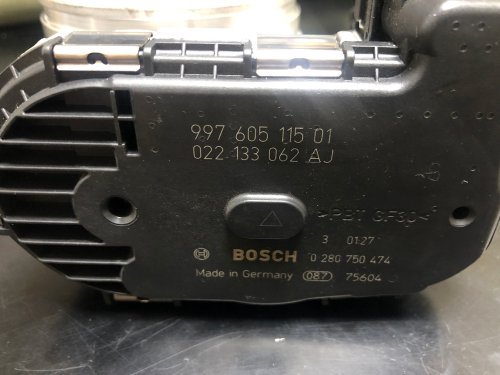 997 605 115 01
022 133 062 AJ
>PBT GF30<
3 0127
BOSCH 0 280 750 474
Made in Germany 087 75604